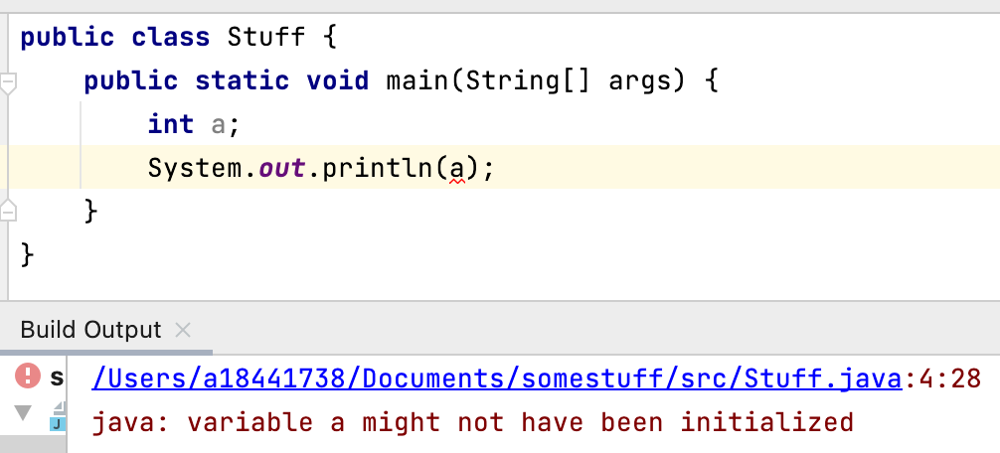 public class Stuff {
    public static void main(String[] args) {
        int a;
        System.out.println(a);
    }
}
Build Output ×
s /Users/a18441738/Documents/somestuff/src/Stuff.java:4:28
J java: variable a might not have been initialized